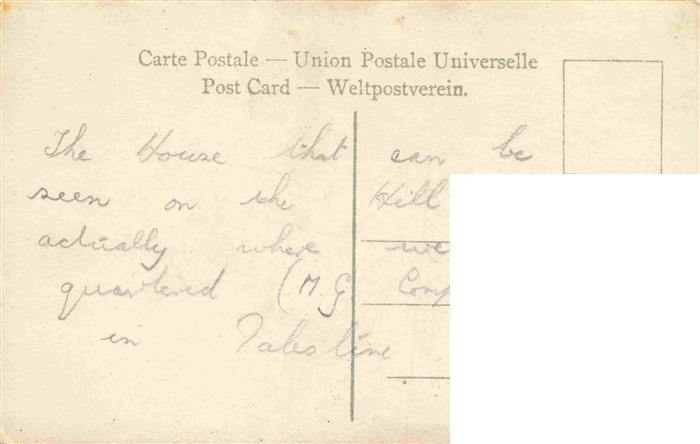 Carte Postale — Union Postale Universelle
Post Card — Weltpostverein.
The House that can be
seen on the Hill
actually where we
quartered (M.G Comp
in Palestine